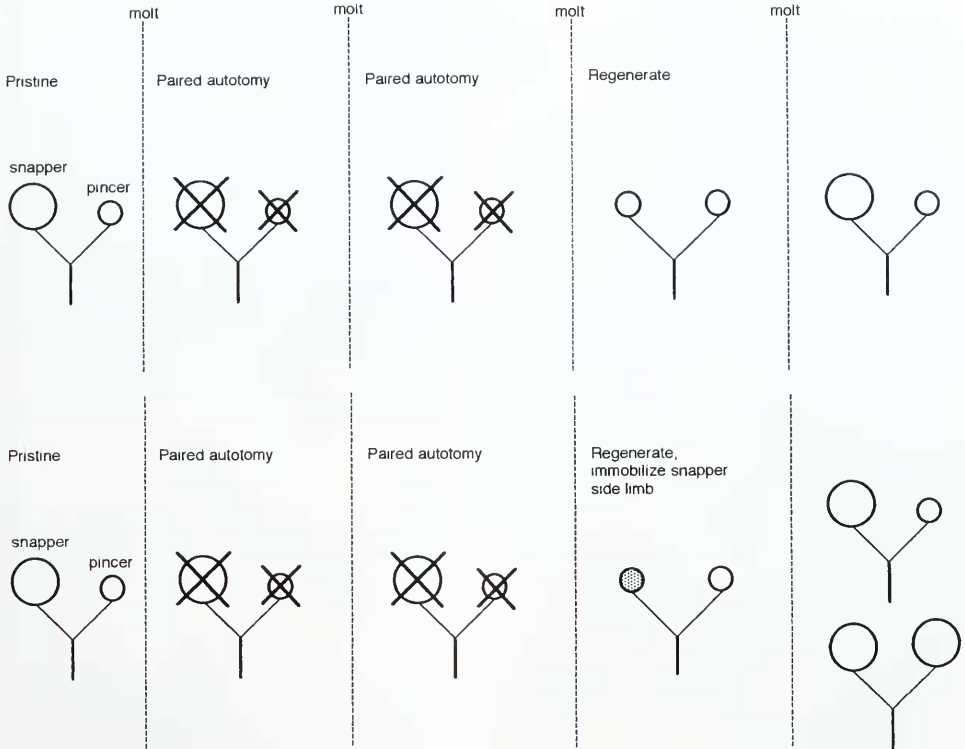 molt
molt
molt
molt
Pristine
Paired autotomy
Paired autotomy
Regenerate
snapper
pincer
Pristine
Paired autotomy
Paired autotomy
Regenerate,
immobilize snapper
side limb
snapper
pincer